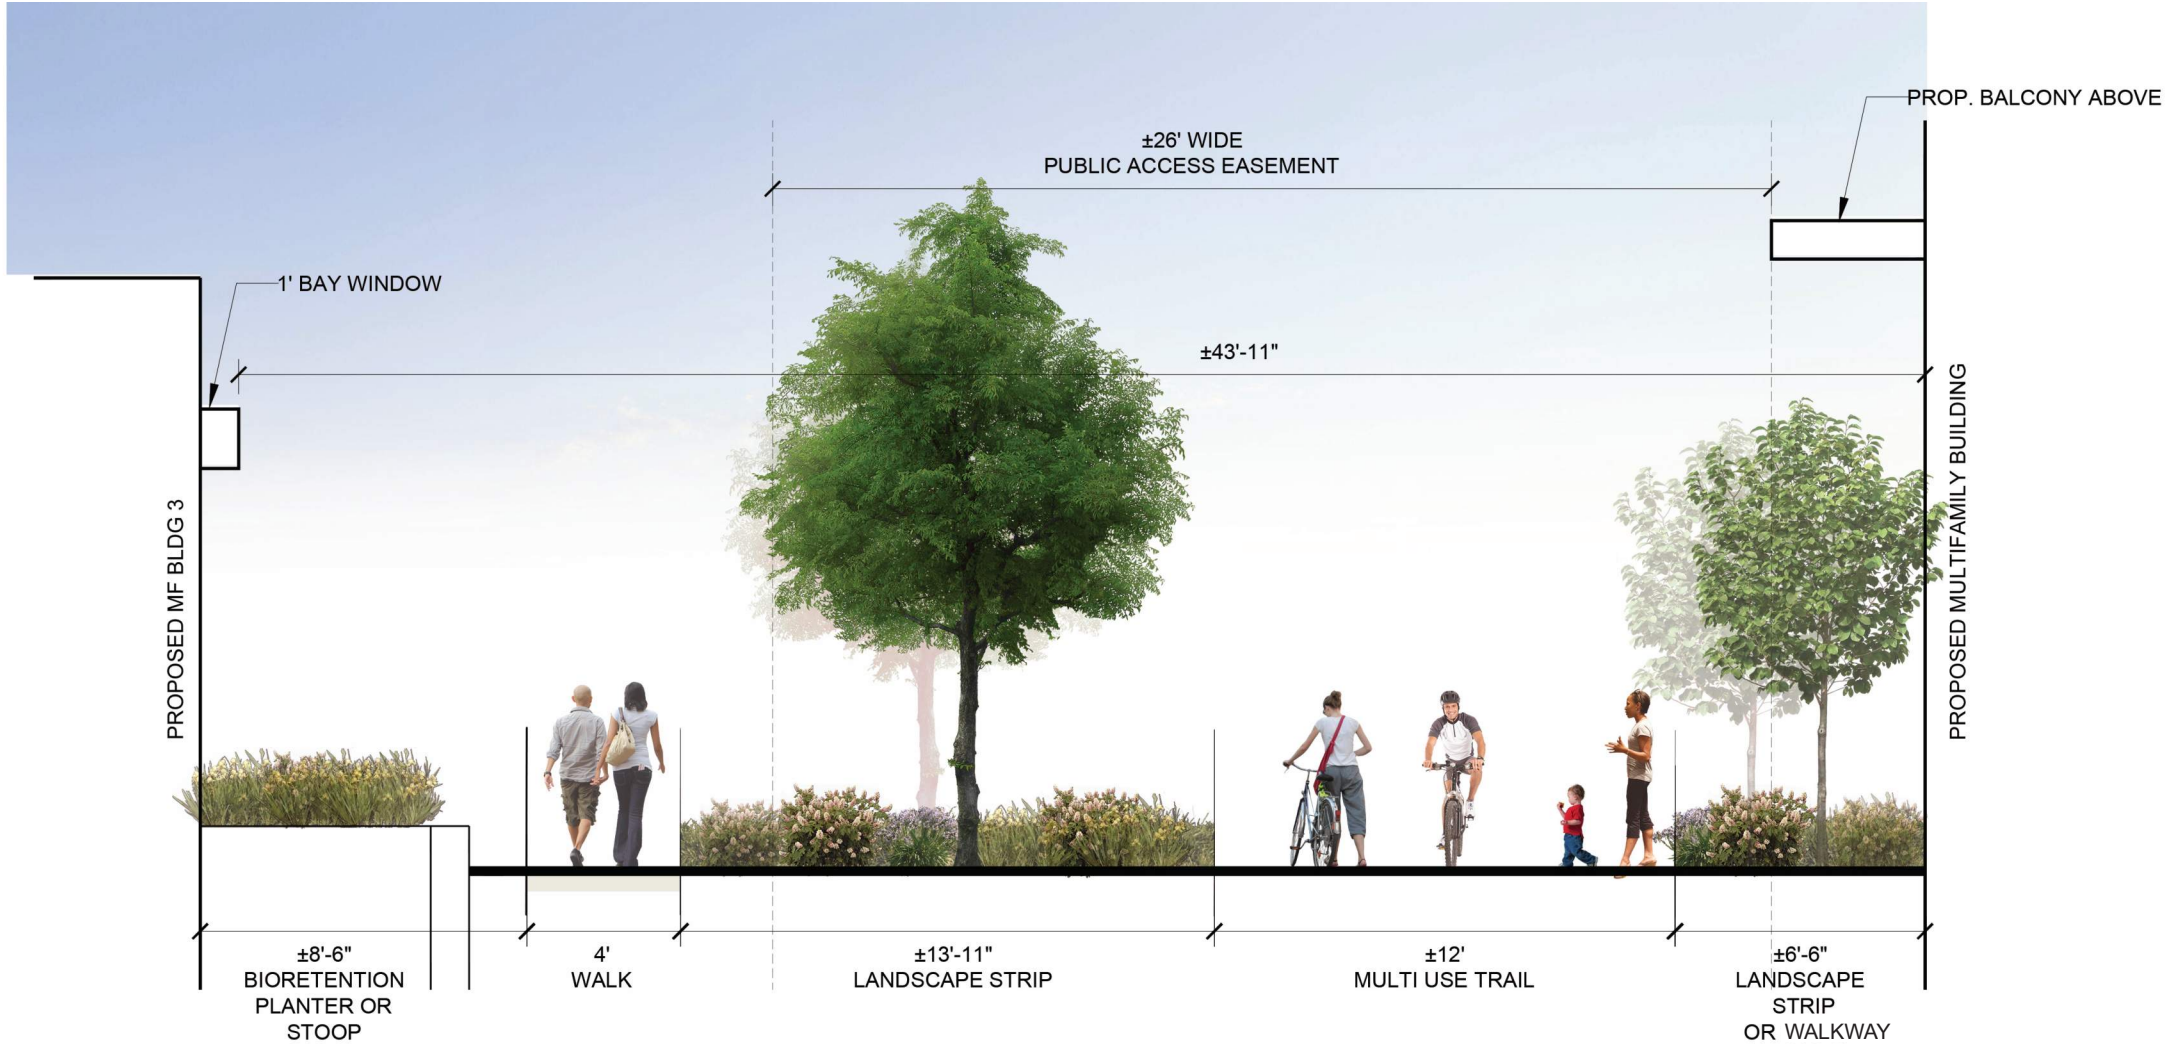 PROP. BALCONY ABOVE
±26' WIDE
PUBLIC ACCESS EASEMENT
1' BAY WINDOW
±43'-11"
PROPOSED MF BLDG 3
PROPOSED MULTIFAMILY BUILDING
±8'-6"
BIORETENTION
PLANTER OR
STOOP
4'
WALK
±13'-11"
LANDSCAPE STRIP
±12'
MULTI USE TRAIL
±6'-6"
LANDSCAPE
STRIP
OR WALKWAY